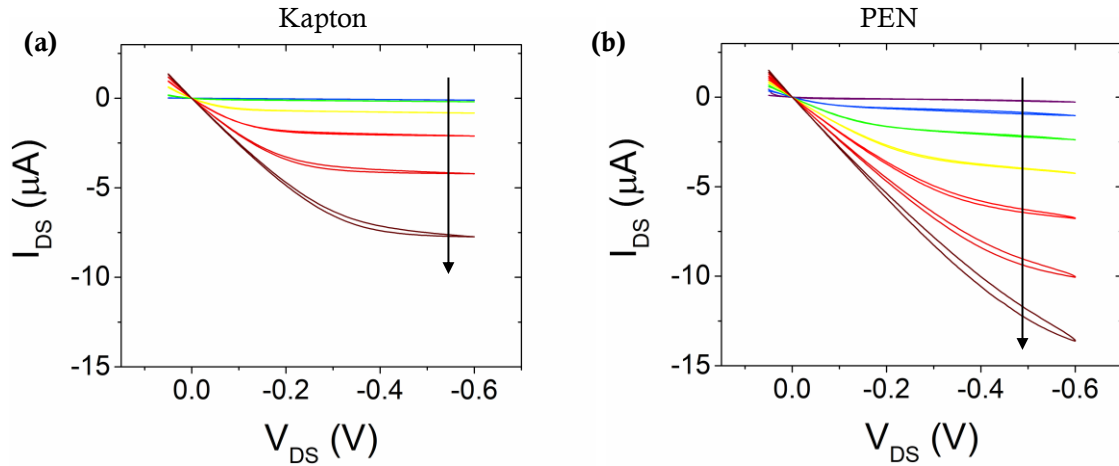 Kapton
(a)
0
-5
-10
-15
I_DS (μA)
0.0 -0.2 -0.4 -0.6
V_DS (V)
PEN
(b)
0
-5
-10
-15
I_DS (μA)
0.0 -0.2 -0.4 -0.6
V_DS (V)